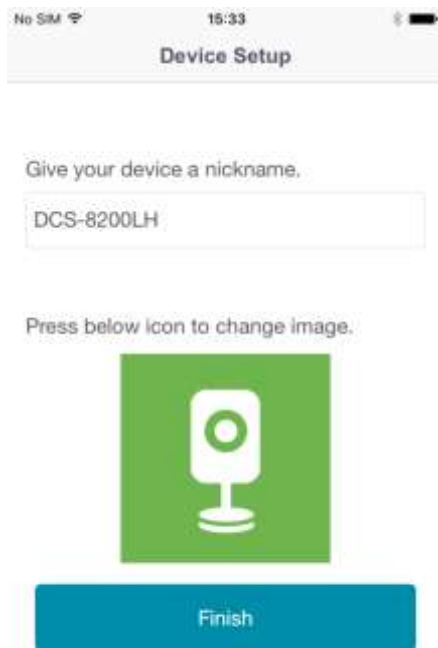 No SIM 15:33
Device Setup
Give your device a nickname.
DCS-8200LH
Press below icon to change image.
Finish